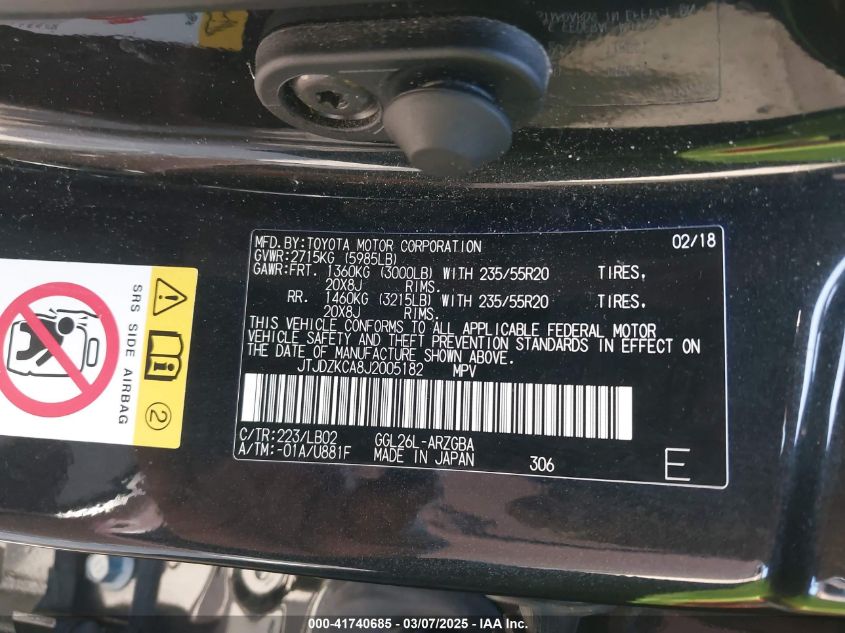 MFD.BY:TOYOTA MOTOR CORPORATION 02/18
GVWR:2715KG (5985LB)
GAWR:FRT. 1360KG (3000LB) WITH 235/55R20 TIRES,
20X8J RIMS.
RR. 1460KG (3215LB) WITH 235/55R20 TIRES,
20X8J RIMS.
THIS VEHICLE CONFORMS TO ALL APPLICABLE FEDERAL MOTOR
VEHICLE SAFETY AND THEFT PREVENTION STANDARDS IN EFFECT ON
THE DATE OF MANUFACTURE SHOWN ABOVE.
JTJDZKCA8J2005182 MPV
C/TR:223/LB02 GGL26L-ARZGBA
A/TM:-01A/U881F MADE IN JAPAN 306 E
SRS SIDE AIRBAG
2
000-41740685 - 03/07/2025 - IAA Inc.